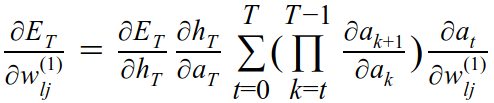 ∂E_T/∂w_{lj}^{(1)} = ∂E_T/∂h_T ∂h_T/∂a_T ∑_{t=0}^{T} (∏_{k=t}^{T−1} ∂a_{k+1}/∂a_k) ∂a_t/∂w_{lj}^{(1)}